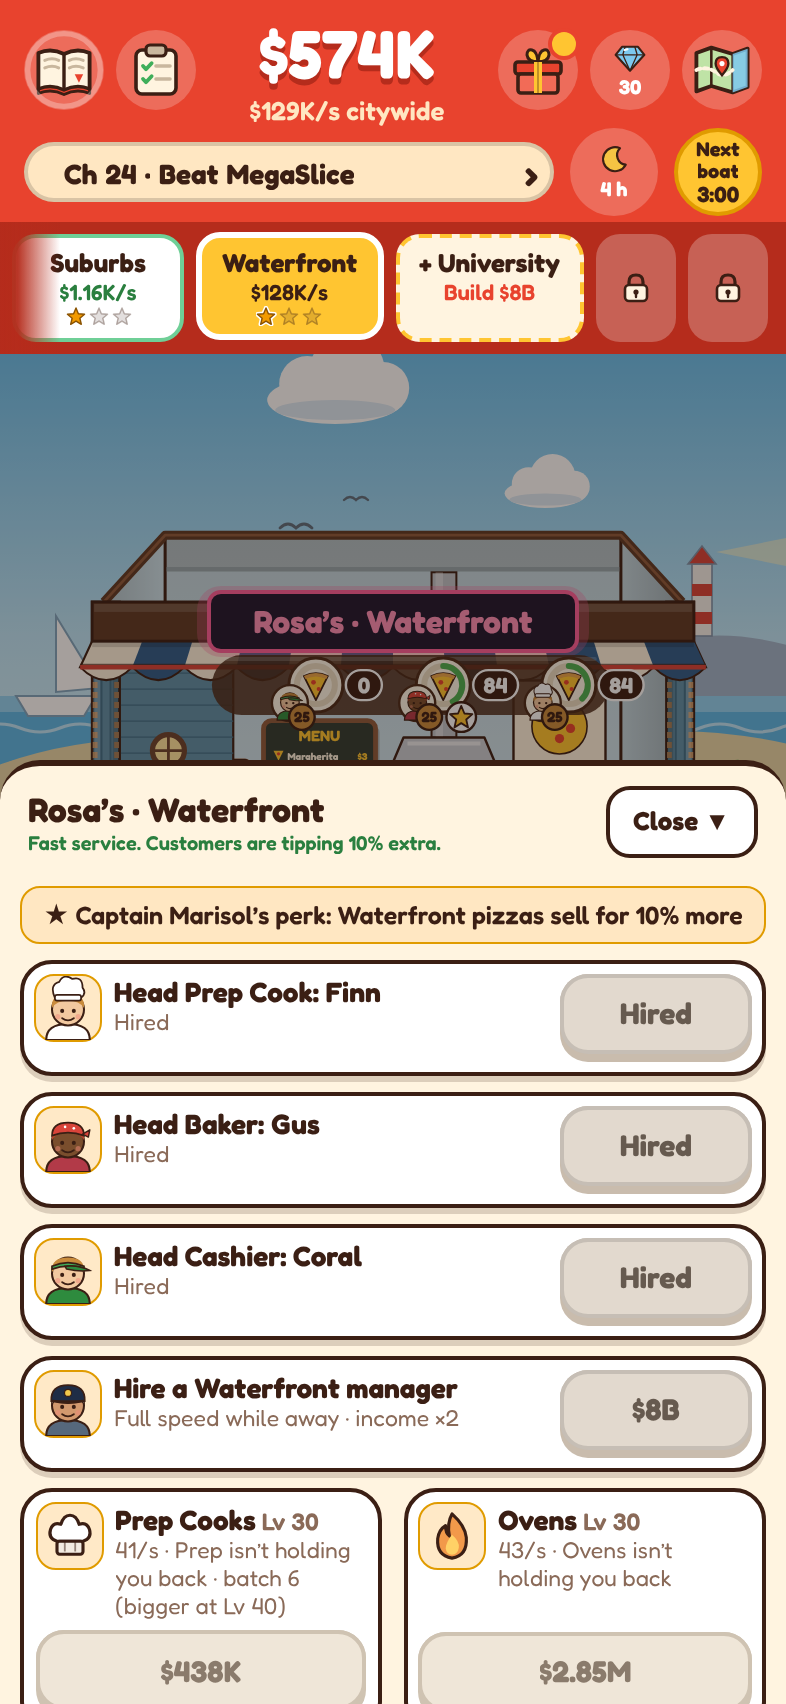 $574K
$129K/s citywide
30
Ch 24 · Beat MegaSlice
4 h
Next
boat
3:00
Suburbs
$1.16K/s
Waterfront
$128K/s
+ University
Build $8B
Rosa's · Waterfront
0
84
84
25
25
25
MENU
Margherita $3
Rosa's · Waterfront
Fast service. Customers are tipping 10% extra.
Close ▼
★ Captain Marisol's perk: Waterfront pizzas sell for 10% more
Head Prep Cook: Finn
Hired
Hired
Head Baker: Gus
Hired
Hired
Head Cashier: Coral
Hired
Hired
Hire a Waterfront manager
Full speed while away · income ×2
$8B
Prep Cooks Lv 30
41/s · Prep isn't holding
you back · batch 6
(bigger at Lv 40)
$438K
Ovens Lv 30
43/s · Ovens isn't
holding you back
$2.85M